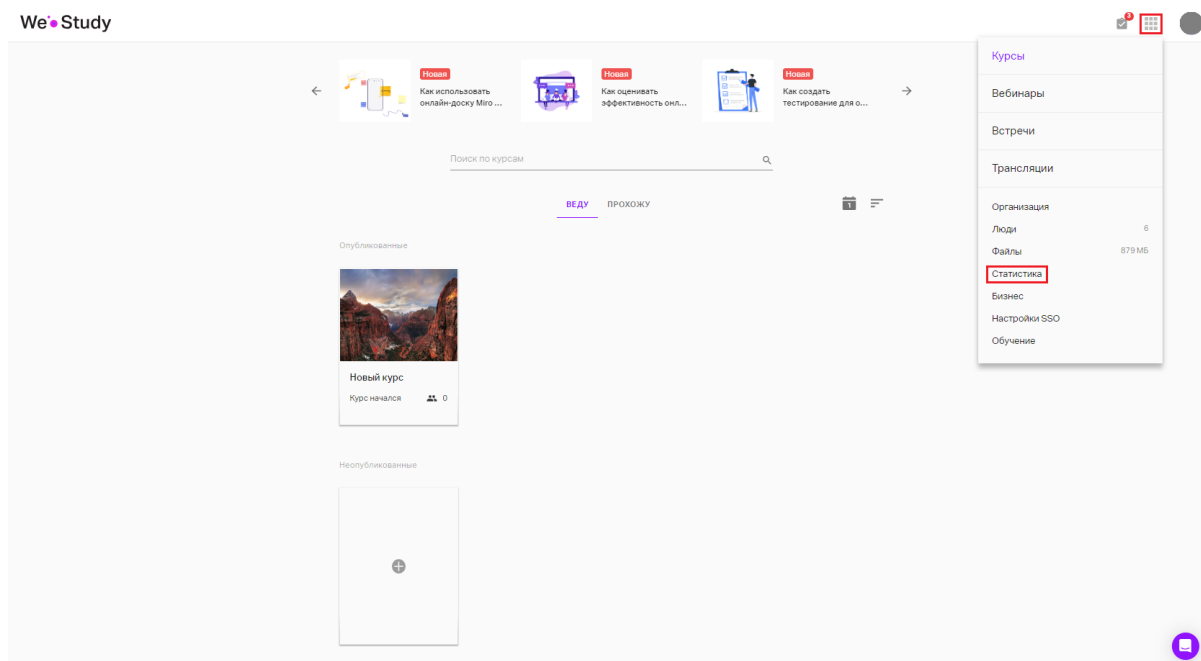 We Study
3
Новая
Как использовать
онлайн-доску Miro ...
Новая
Как оценивать
эффективность онл...
Новая
Как создать
тестирование для о...
Поиск по курсам
ВЕДУ
ПРОХОЖУ
1
Опубликованные
Новый курс
Курс начался
0
Неопубликованные
Курсы
Вебинары
Встречи
Трансляции
Организация
Люди 6
Файлы 879 МБ
Статистика
Бизнес
Настройки SSO
Обучение